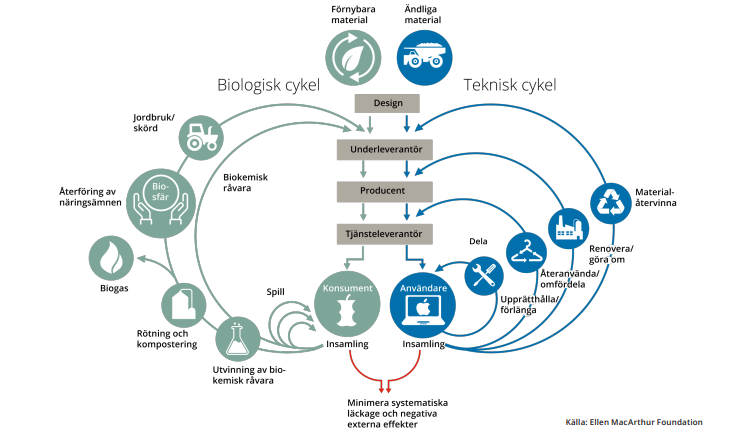 Förnybara
material
Ändliga
material
Biologisk cykel
Teknisk cykel
Design
Jordbruk/
skörd
Underleverantör
Biokemisk
råvara
Producent
Återföring av
näringsämnen
Bio-
sfär
Material-
återvinna
Tjänsteleverantör
Dela
Renovera/
göra om
Återanvända/
omfördela
Biogas
Spill
Konsument
Användare
Upprätthålla/
förlänga
Rötning och
kompostering
Insamling
Insamling
Utvinning av bio-
kemisk råvara
Minimera systematiska
läckage och negativa
externa effekter
Källa: Ellen MacArthur Foundation